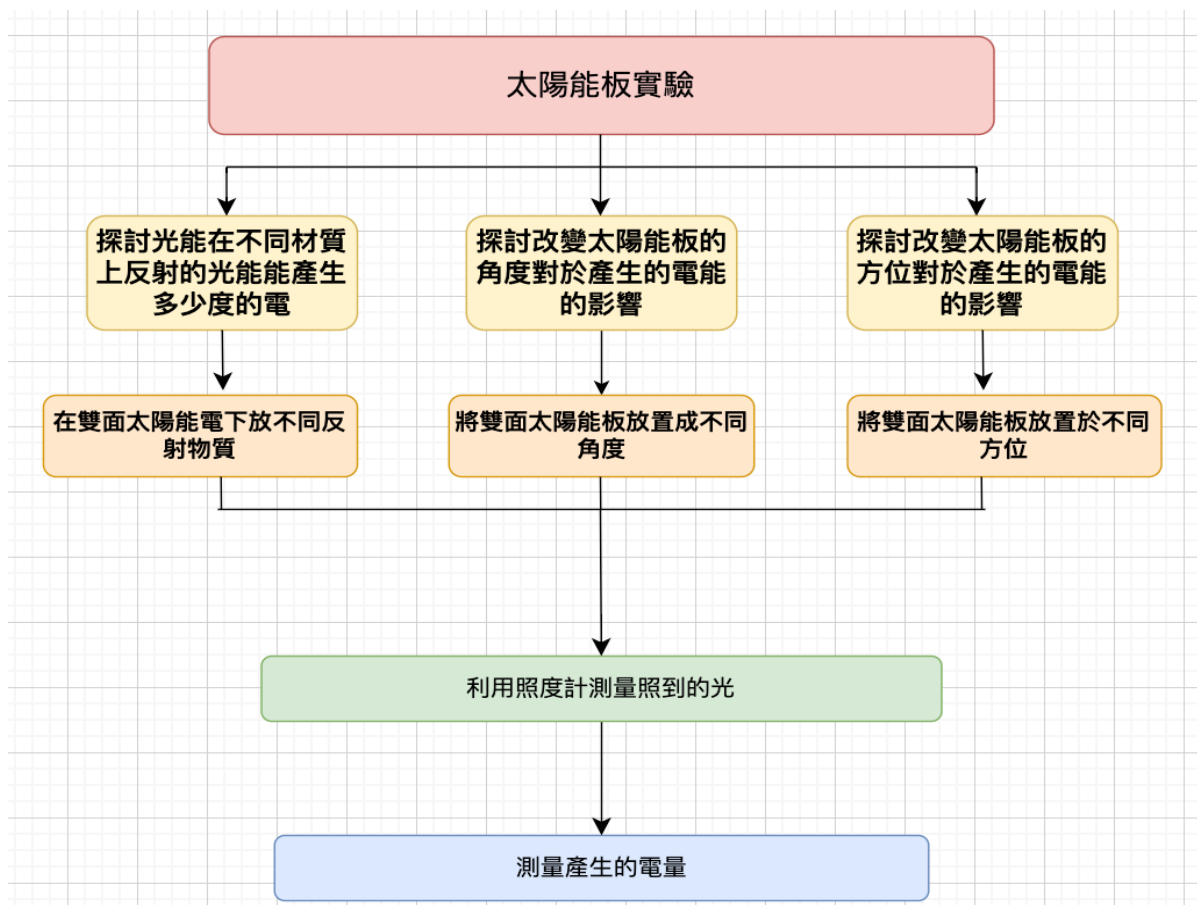 太陽能板實驗
探討光能在不同材質
上反射的光能能產生
多少度的電
探討改變太陽能板的
角度對於產生的電能
的影響
探討改變太陽能板的
方位對於產生的電能
的影響
在雙面太陽能電下放不同反
射物質
將雙面太陽能板放置成不同
角度
將雙面太陽能板放置於不同
方位
利用照度計測量照到的光
測量產生的電量